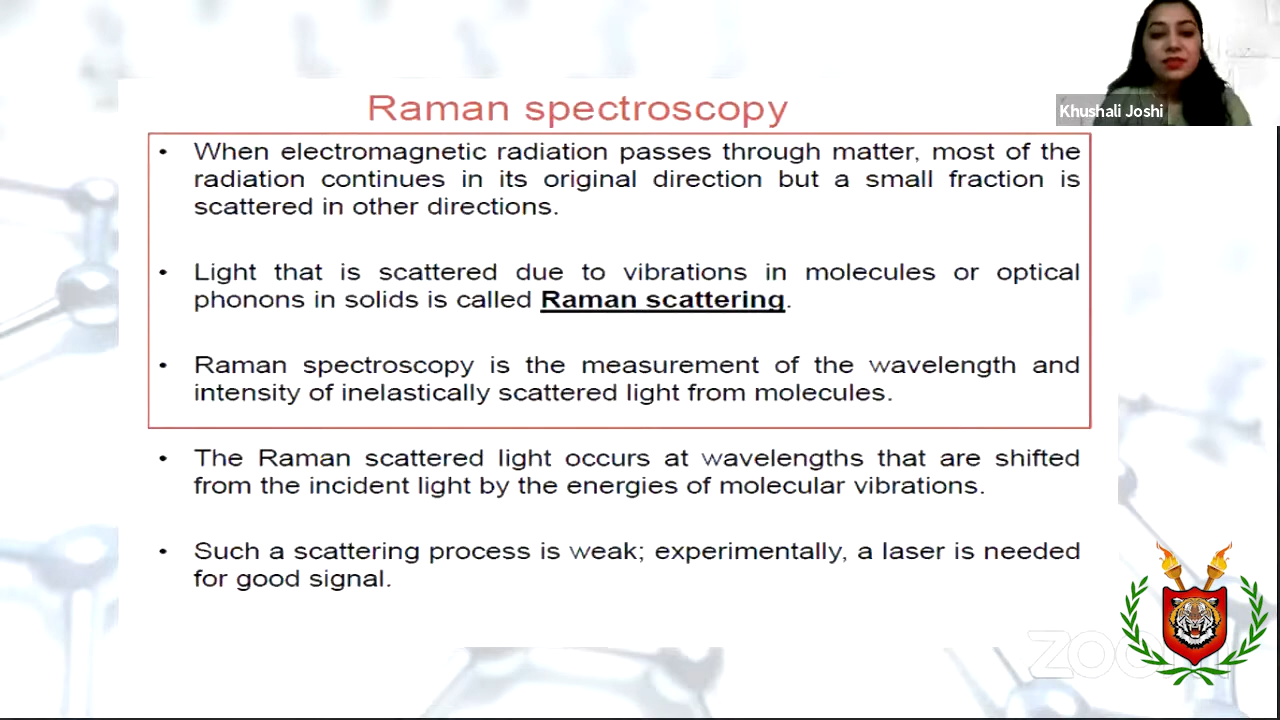 Raman spectroscopy
Khushali Joshi
• When electromagnetic radiation passes through matter, most of the
radiation continues in its original direction but a small fraction is
scattered in other directions.
• Light that is scattered due to vibrations in molecules or optical
phonons in solids is called Raman scattering.
• Raman spectroscopy is the measurement of the wavelength and
intensity of inelastically scattered light from molecules.
• The Raman scattered light occurs at wavelengths that are shifted
from the incident light by the energies of molecular vibrations.
• Such a scattering process is weak; experimentally, a laser is needed
for good signal.
zoom